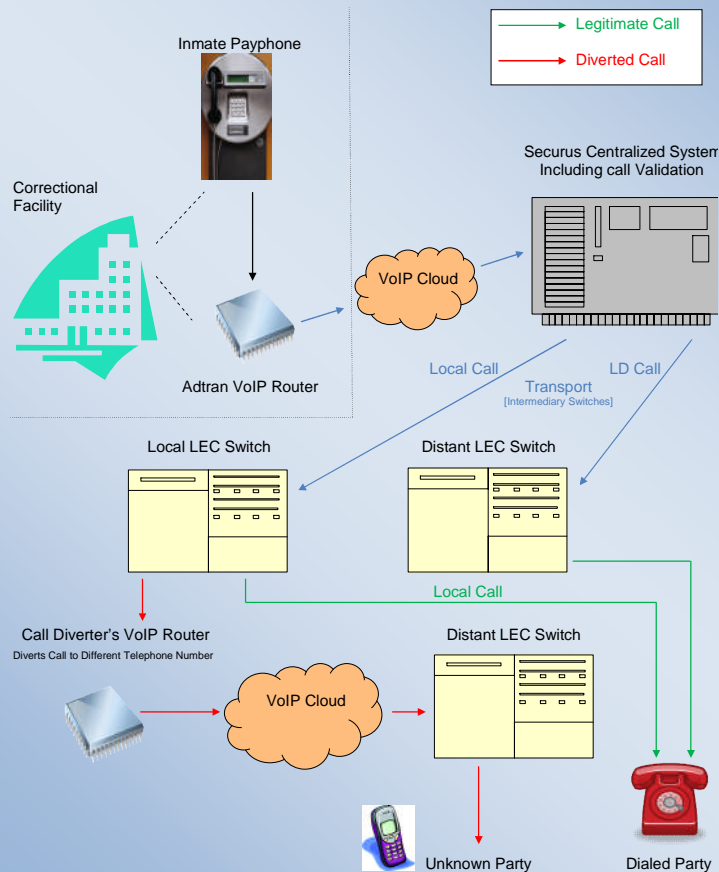 Legitimate Call
Diverted Call
Inmate Payphone
Securus Centralized System
Including call Validation
Correctional
Facility
VoIP Cloud
Adtran VoIP Router
Local Call
LD Call
Transport
[Intermediary Switches]
Local LEC Switch
Distant LEC Switch
Local Call
Call Diverter's VoIP Router
Diverts Call to Different Telephone Number
Distant LEC Switch
VoIP Cloud
Unknown Party
Dialed Party